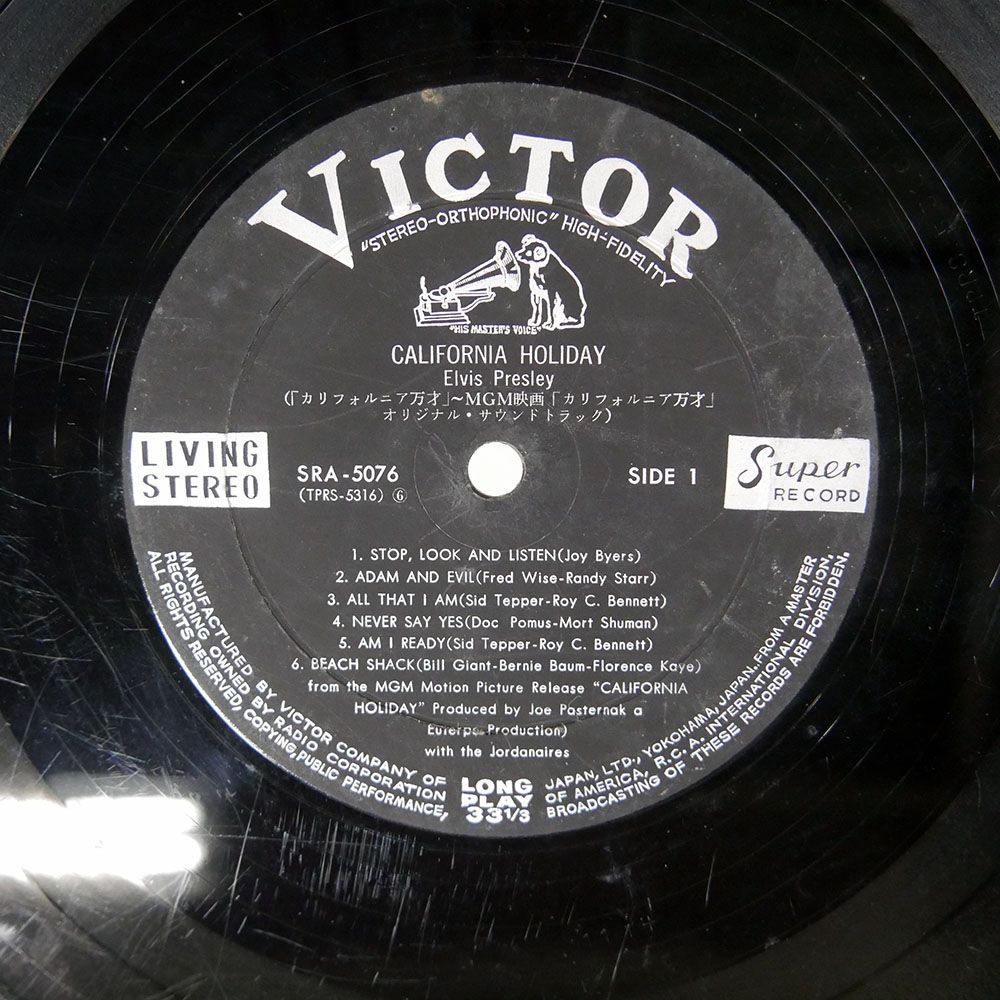 VICTOR
"STEREO-ORTHOPHONIC" HIGH-FIDELITY
"HIS MASTER'S VOICE"
CALIFORNIA HOLIDAY
Elvis Presley
(「カリフォルニア万才」~MGM映画「カリフォルニア万才」
オリジナル・サウンドトラック)
LIVING
STEREO
SRA-5076
(TPRS-5316) ⑥
SIDE 1
Super
RECORD
1. STOP, LOOK AND LISTEN(Joy Byers)
2. ADAM AND EVIL(Fred Wise-Randy Starr)
3. ALL THAT I AM(Sid Tepper-Roy C. Bennett)
4. NEVER SAY YES(Doc Pomus-Mort Shuman)
5. AM I READY(Sid Tepper-Roy C. Bennett)
6. BEACH SHACK(Bill Giant-Bernie Baum-Florence Kaye)
from the MGM Motion Picture Release "CALIFORNIA
HOLIDAY" Produced by Joe Pasternak a
Euterpe Production)
with the Jordanaires
MANUFACTURED BY VICTOR COMPANY OF JAPAN, LTD., YOKOHAMA, JAPAN. FROM A MASTER
RECORDING OWNED BY RADIO CORPORATION OF AMERICA, R.C.A. INTERNATIONAL DIVISION.
ALL RIGHTS RESERVED, COPYING, PUBLIC PERFORMANCE, BROADCASTING OF THESE RECORDS ARE FORBIDDEN.
LONG
PLAY
33 1/3